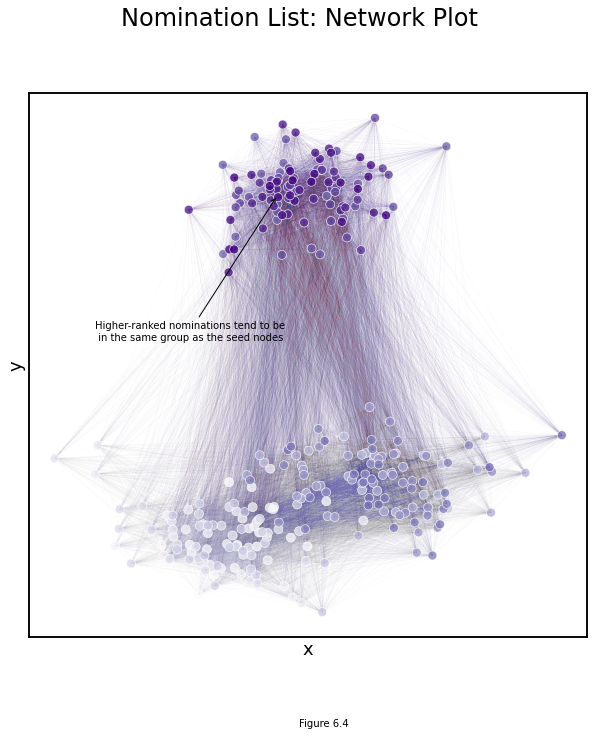 Nomination List: Network Plot
Higher-ranked nominations tend to be
in the same group as the seed nodes
y
x
Figure 6.4